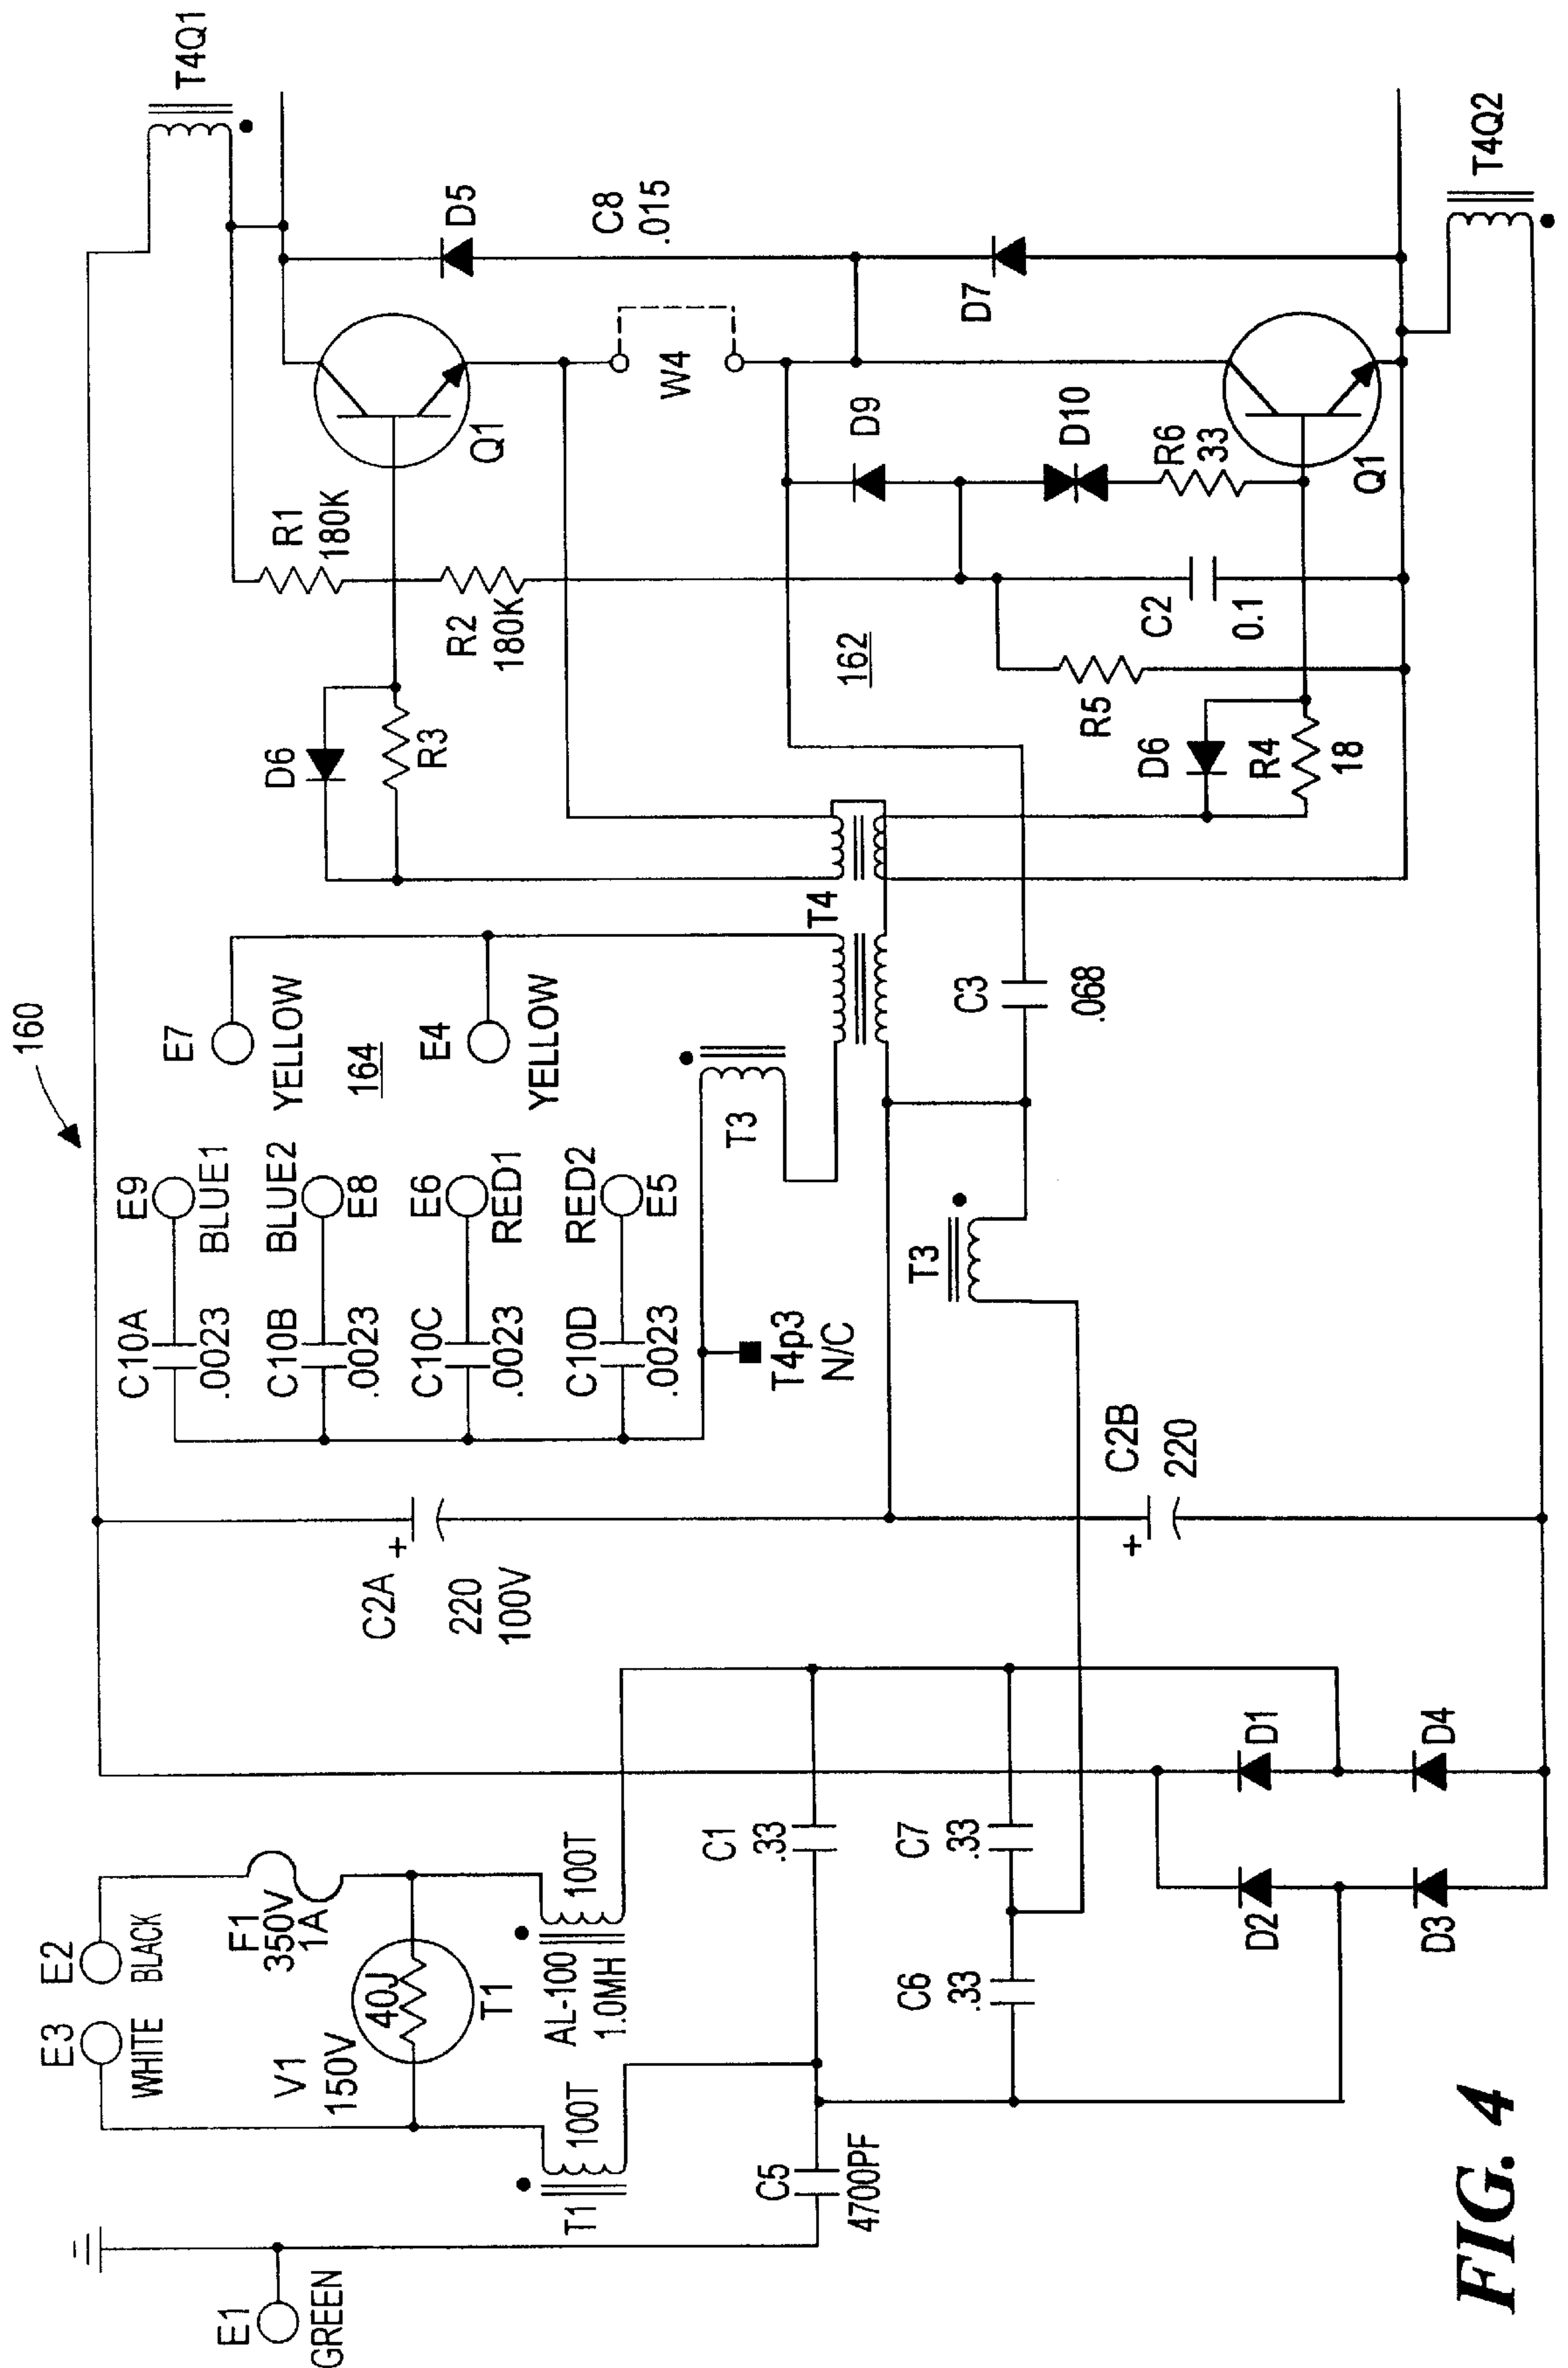 160
E1
GREEN
E3
WHITE
E2
BLACK
F1
350V
1A
V1
150V
40J
T1
T1
100T
AL-100
1.0MH
100T
C5
4700PF
C1
.33
C6
.33
C7
.33
D2
D1
D3
D4
C2A
+
220
100V
C2B
+
220
C10A
.0023
E9
BLUE1
C10B
.0023
BLUE2
E8
C10C
.0023
E6
RED1
C10D
.0023
RED2
E5
T4p3
N/C
E7
YELLOW
164
E4
YELLOW
T3
T3
T4
C3
.068
D6
R3
R1
180K
R2
180K
Q1
162
R5
C2
0.1
D6
R4
18
D9
D10
R6
33
Q1
W4
C8
.015
D5
D7
T4Q1
T4Q2
FIG. 4